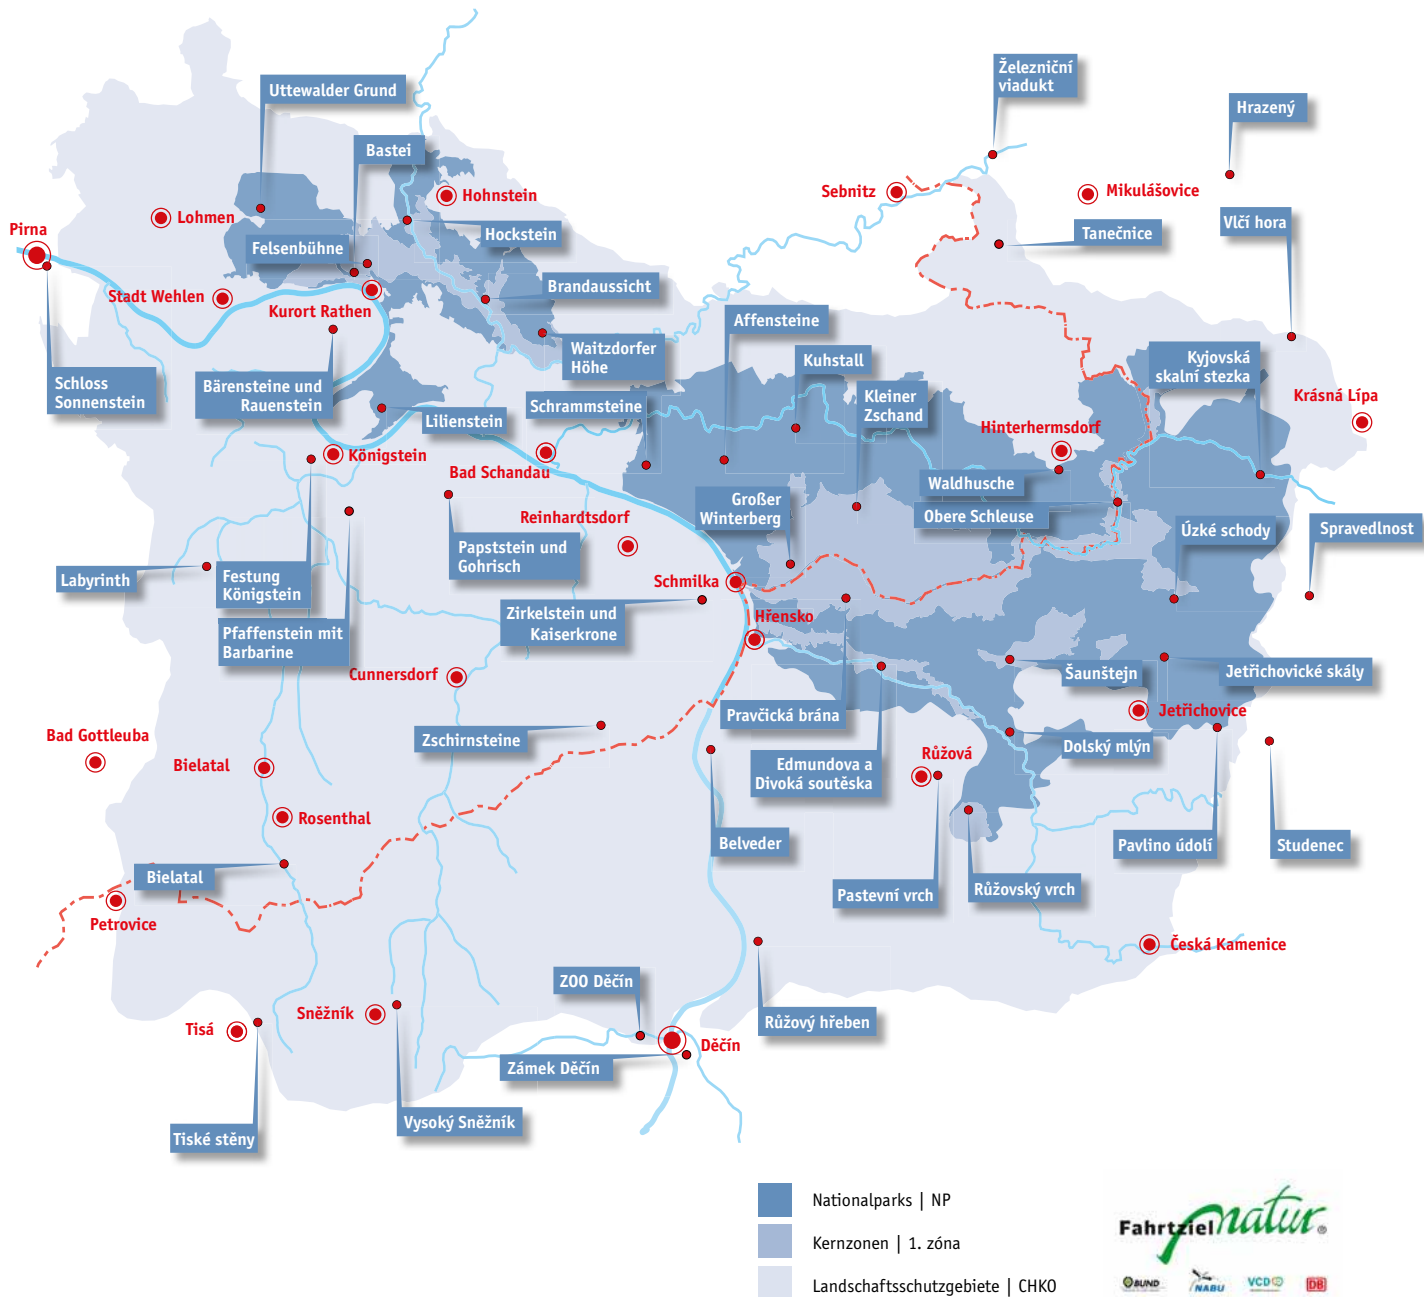 Železniční
viadukt
Uttewalder Grund
Hrazený
Bastei
Sebnitz
Mikulášovice
Hohnstein
Lohmen
Vlčí hora
Pirna
Hockstein
Tanečnice
Felsenbühne
Brandaussicht
Stadt Wehlen
Kurort Rathen
Affensteine
Waitzdorfer
Höhe
Kuhstall
Kyjovská
skalní stezka
Schloss
Sonnenstein
Bärensteine und
Rauenstein
Kleiner
Zschand
Krásná Lípa
Schrammsteine
Lilienstein
Hinterhermsdorf
Königstein
Bad Schandau
Waldhusche
Großer
Winterberg
Obere Schleuse
Reinhardtsdorf
Úzké schody
Spravedlnost
Papststein und
Gohrisch
Labyrinth
Festung
Königstein
Schmilka
Zirkelstein und
Kaiserkrone
Hřensko
Pfaffenstein mit
Barbarine
Cunnersdorf
Šaunštejn
Jetřichovické skály
Pravčická brána
Jetřichovice
Bad Gottleuba
Zschirnsteine
Dolský mlýn
Růžová
Bielatal
Edmundova a
Divoká soutěska
Rosenthal
Belveder
Pavlino údolí
Studenec
Bielatal
Pastevní vrch
Růžovský vrch
Petrovice
Česká Kamenice
ZOO Děčín
Sněžník
Růžový hřeben
Tisá
Děčín
Zámek Děčín
Vysoký Sněžník
Tiské stěny
Nationalparks | NP
Kernzonen | 1. zóna
Landschaftsschutzgebiete | CHKO
Fahrtziel natur ®
BUND
NABU
VCD
DB